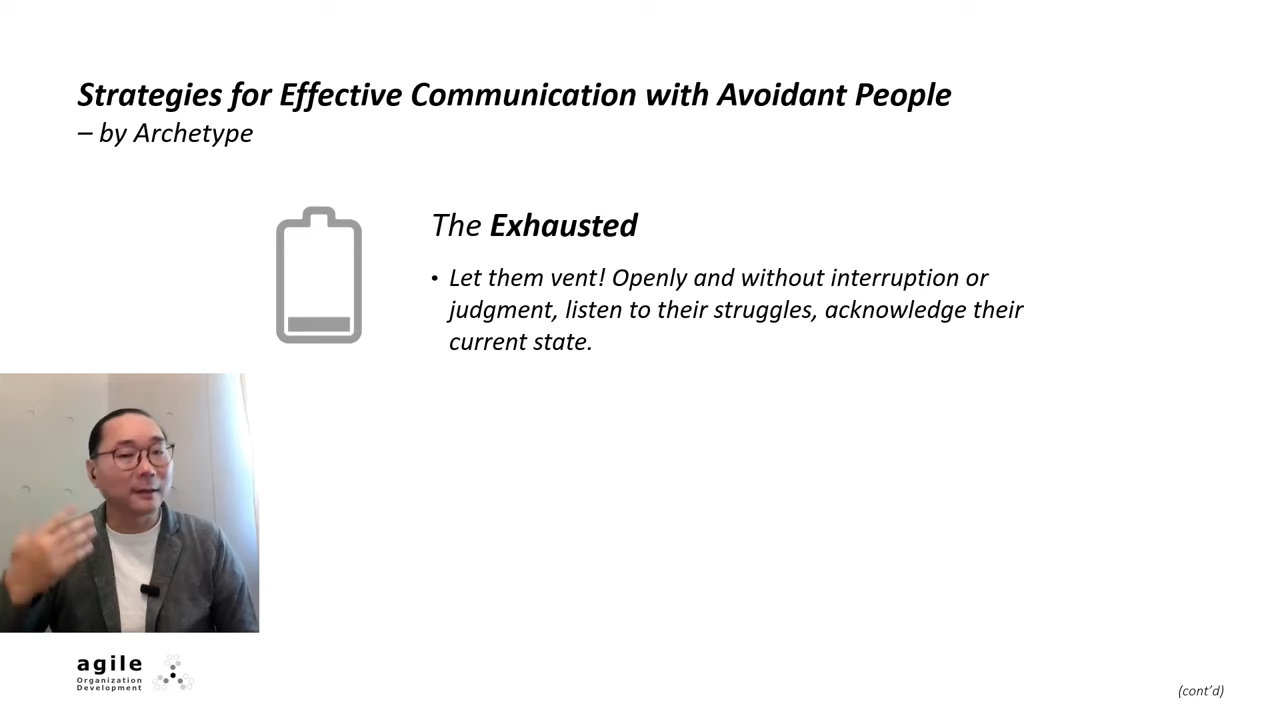 Strategies for Effective Communication with Avoidant People
– by Archetype
The Exhausted
• Let them vent! Openly and without interruption or
judgment, listen to their struggles, acknowledge their
current state.
agile
Organization
Development
(cont’d)